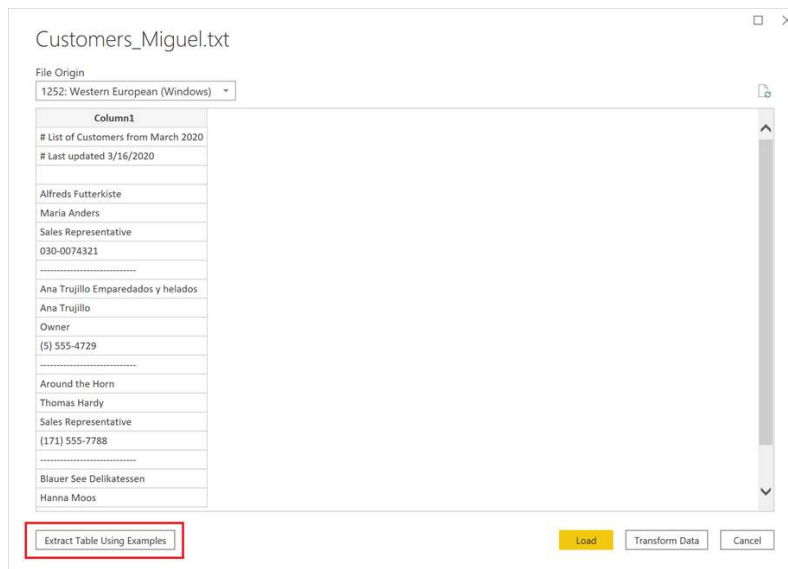 Customers_Miguel.txt
File Origin
1252: Western European (Windows)
Column1
# List of Customers from March 2020
# Last updated 3/16/2020
Alfreds Futterkiste
Maria Anders
Sales Representative
030-0074321
----------------------------
Ana Trujillo Emparedados y helados
Ana Trujillo
Owner
(5) 555-4729
----------------------------
Around the Horn
Thomas Hardy
Sales Representative
(171) 555-7788
----------------------------
Blauer See Delikatessen
Hanna Moos
Extract Table Using Examples Load Transform Data Cancel